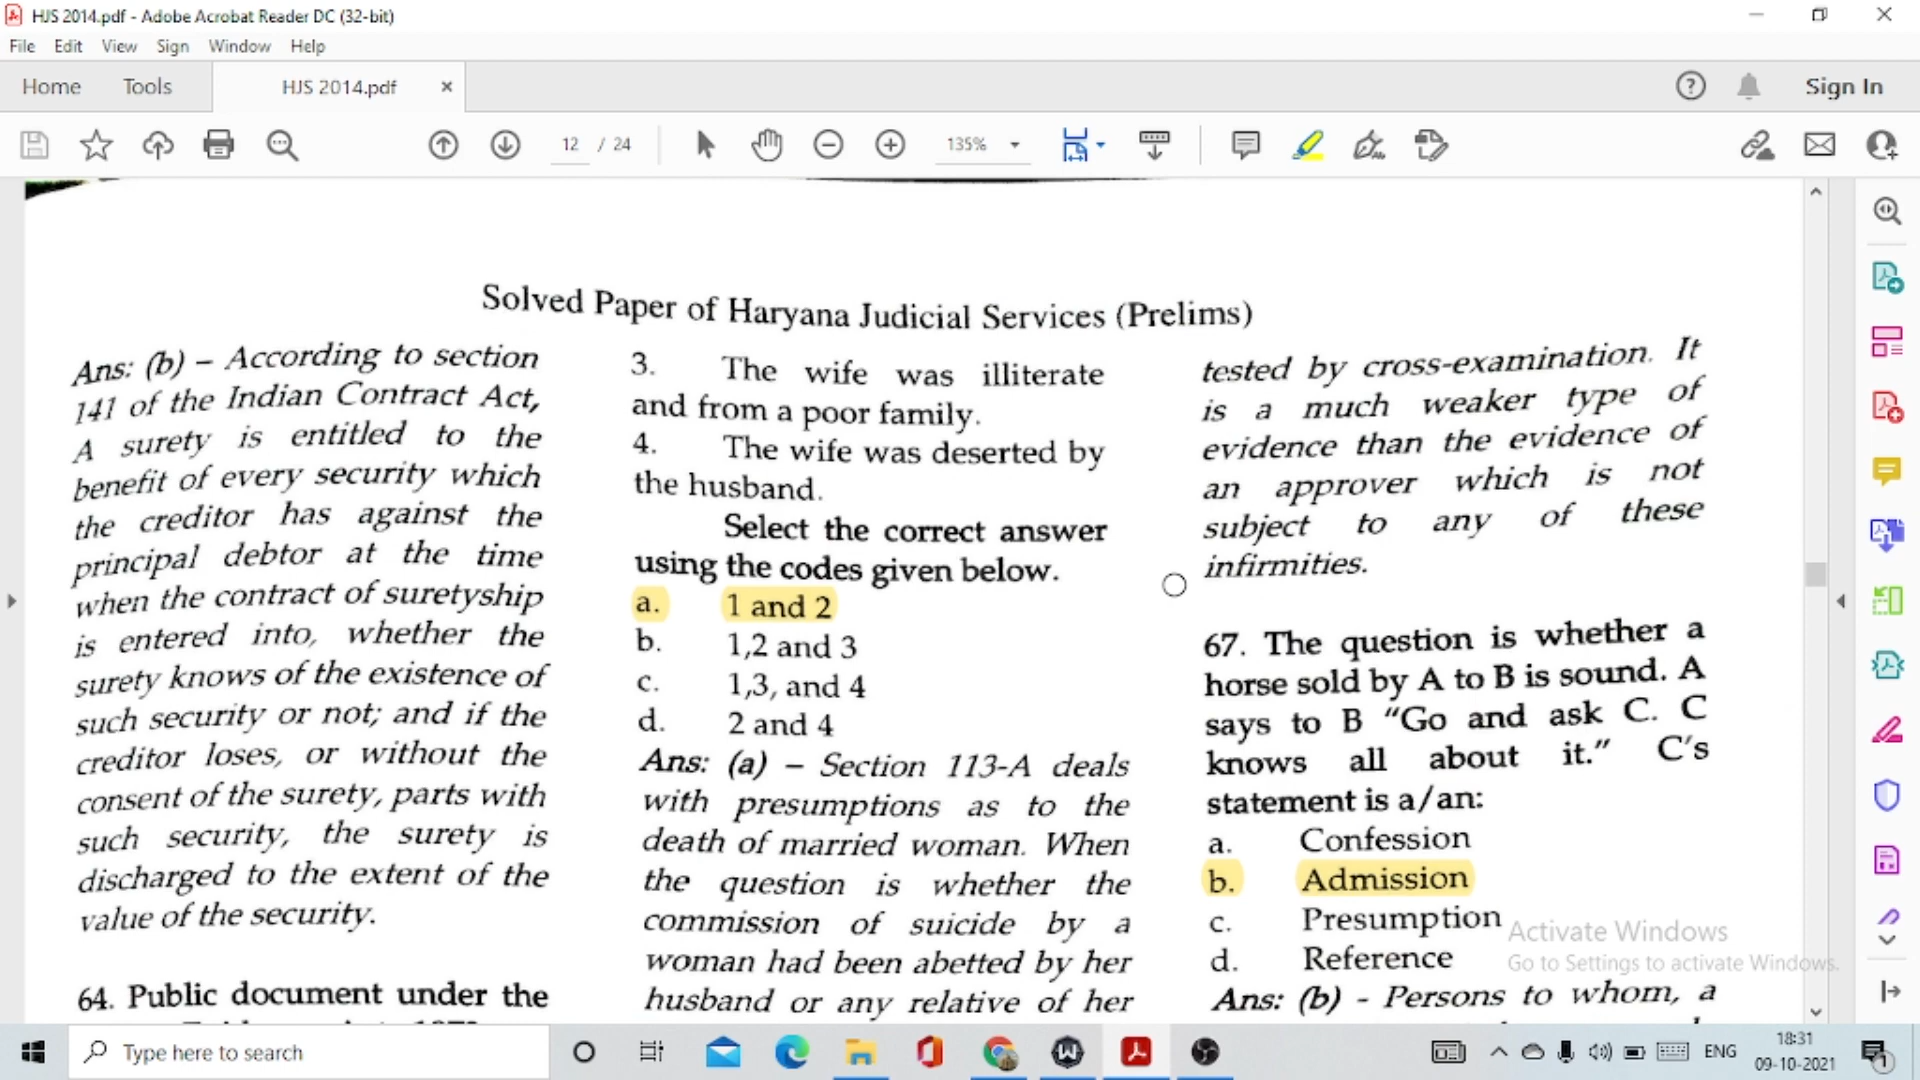 HJS 2014.pdf - Adobe Acrobat Reader DC (32-bit)
File Edit View Sign Window Help
Home Tools HJS 2014.pdf × Sign In
12 / 24 135%
Solved Paper of Haryana Judicial Services (Prelims)
Ans: (b) – According to section
141 of the Indian Contract Act,
A surety is entitled to the
benefit of every security which
the creditor has against the
principal debtor at the time
when the contract of suretyship
is entered into, whether the
surety knows of the existence of
such security or not; and if the
creditor loses, or without the
consent of the surety, parts with
such security, the surety is
discharged to the extent of the
value of the security.
64. Public document under the
3. The wife was illiterate
and from a poor family.
4. The wife was deserted by
the husband.
Select the correct answer
using the codes given below.
a. 1 and 2
b. 1,2 and 3
c. 1,3, and 4
d. 2 and 4
Ans: (a) – Section 113-A deals
with presumptions as to the
death of married woman. When
the question is whether the
commission of suicide by a
woman had been abetted by her
husband or any relative of her
tested by cross-examination. It
is a much weaker type of
evidence than the evidence of
an approver which is not
subject to any of these
infirmities.
67. The question is whether a
horse sold by A to B is sound. A
says to B “Go and ask C. C
knows all about it.” C’s
statement is a/an:
a. Confession
b. Admission
c. Presumption
d. Reference
Ans: (b) - Persons to whom, a
Activate Windows
Go to Settings to activate Windows.
Type here to search
ENG
18:31
09-10-2021
1